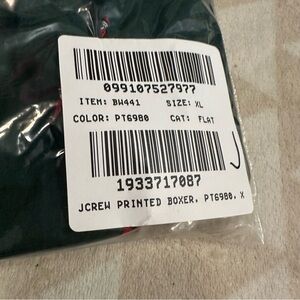 099107527977
ITEM: BW441 SIZE: XL
COLOR: PT6980 CAT: FLAT
1933717087
JCREW PRINTED BOXER, PT6980, X